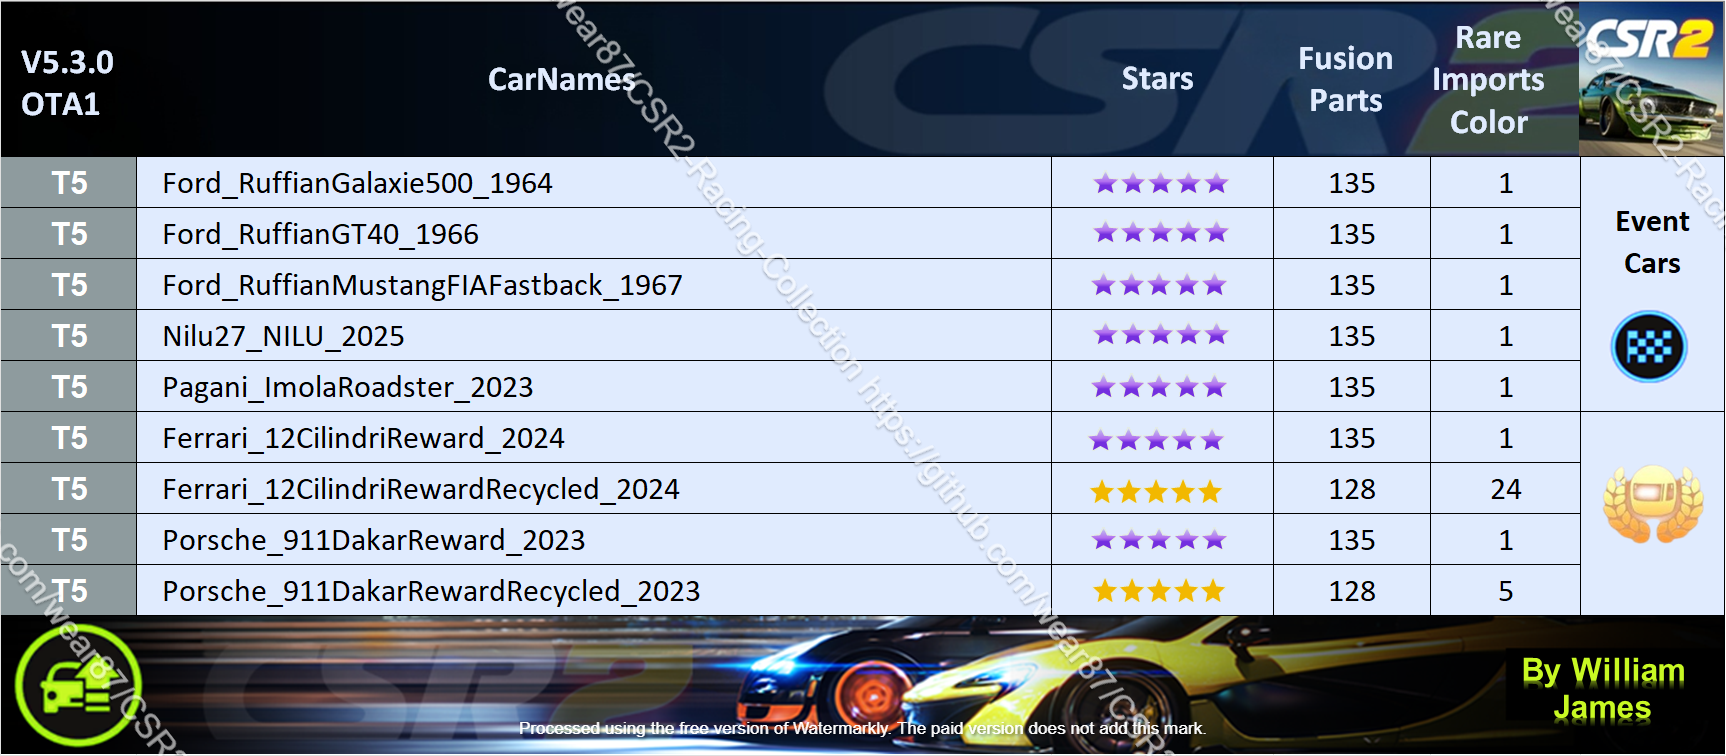 V5.3.0
OTA1
CarNames
Stars
Fusion
Parts
Rare
Imports
Color
CSR2
T5 Ford_RuffianGalaxie500_1964 135 1
T5 Ford_RuffianGT40_1966 135 1
T5 Ford_RuffianMustangFIAFastback_1967 135 1
T5 Nilu27_NILU_2025 135 1
T5 Pagani_ImolaRoadster_2023 135 1
Event
Cars
T5 Ferrari_12CilindriReward_2024 135 1
T5 Ferrari_12CilindriRewardRecycled_2024 128 24
T5 Porsche_911DakarReward_2023 135 1
T5 Porsche_911DakarRewardRecycled_2023 128 5
wear87/CSR2-Racing-Collection https://github.com/wear87/CSR2
By William
James
Processed using the free version of Watermarkly. The paid version does not add this mark.